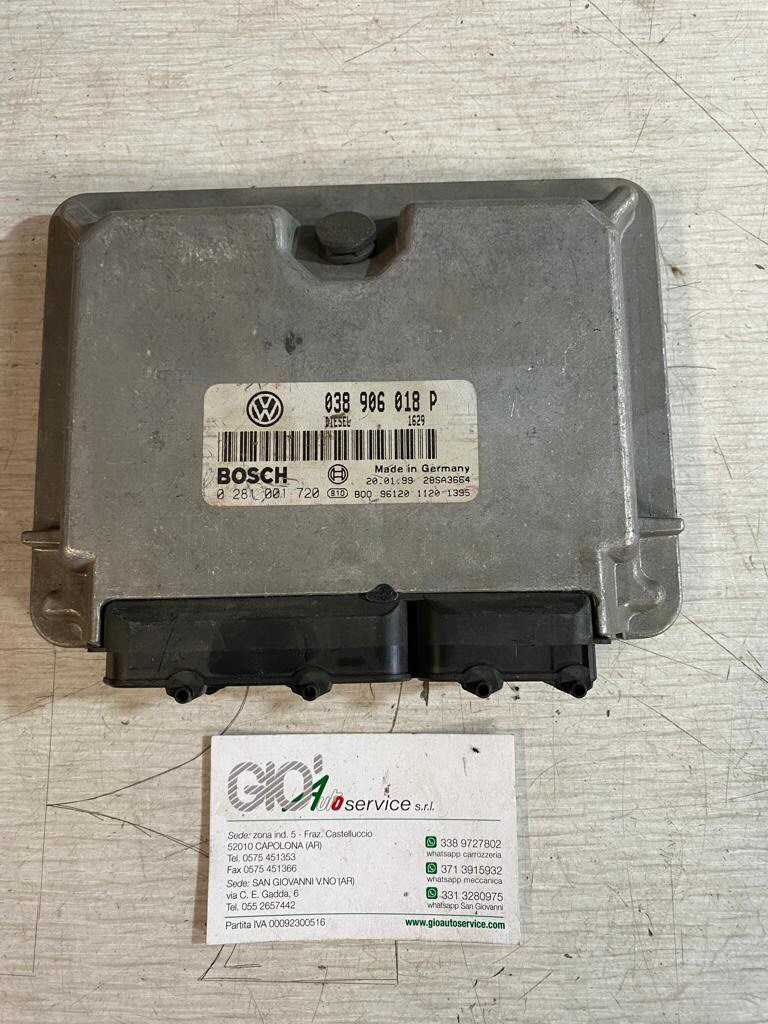 038 906 018 P
DIESEL 1629
BOSCH Made in Germany
20.01.99 28SA3664
0 281 001 720 B10 BOO 96120 1120 1395
GIO' Autoservice s.r.l.
Sede: zona ind. 5 - Fraz. Castelluccio
52010 CAPOLONA (AR)
Tel. 0575 451353
Fax 0575 451366
Sede: SAN GIOVANNI V.NO (AR)
via C. E. Gadda, 6
Tel. 055 2657442
Partita IVA 00092300516
338 9727802
whatsapp carrozzeria
371 3915932
whatsapp meccanica
331 3280975
whatsapp San Giovanni
www.gioautoservice.com